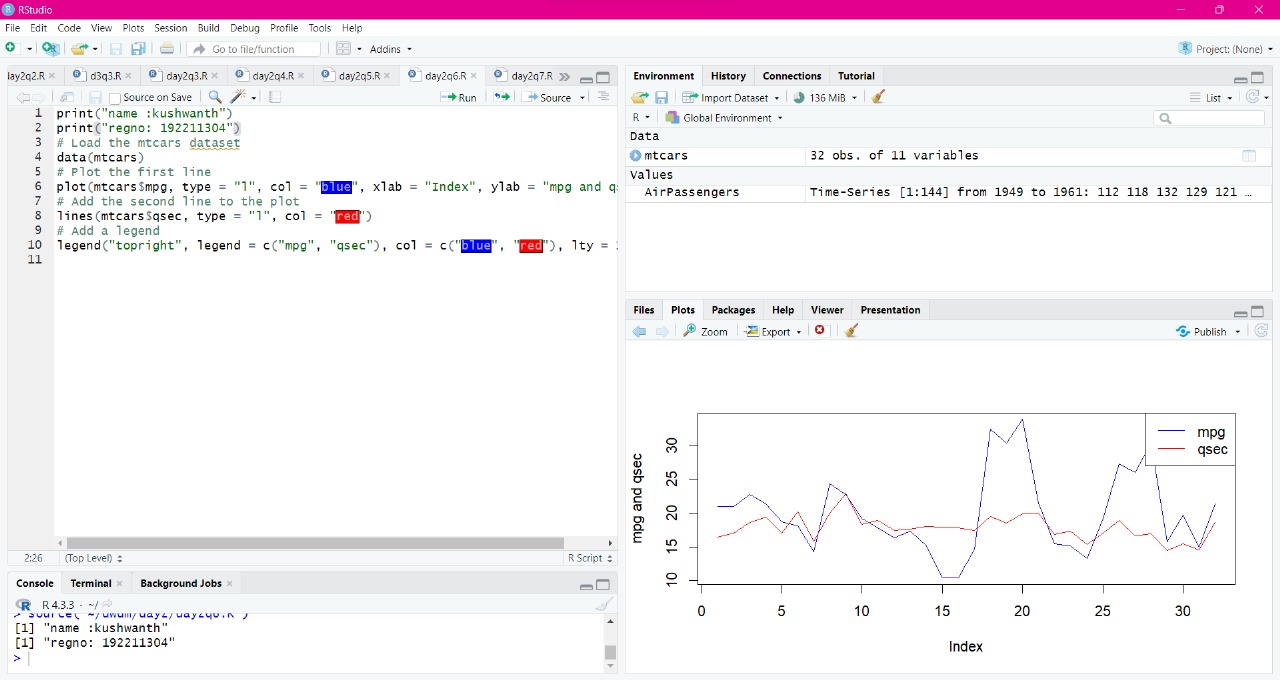 RStudio
File Edit Code View Plots Session Build Debug Profile Tools Help
Go to file/function Addins Project: (None)
lay2q2.R d3q3.R day2q3.R day2q4.R day2q5.R day2q6.R day2q7.R
Source on Save Run Source
1 print("name :kushwanth")
2 print("regno: 192211304")
3 # Load the mtcars dataset
4 data(mtcars)
5 # Plot the first line
6 plot(mtcars$mpg, type = "l", col = "blue", xlab = "Index", ylab = "mpg and q
7 # Add the second line to the plot
8 lines(mtcars$qsec, type = "l", col = "red")
9 # Add a legend
10 legend("topright", legend = c("mpg", "qsec"), col = c("blue", "red"), lty =
11
2:26 (Top Level) R Script
Console Terminal Background Jobs
R 4.3.3 · ~/
[1] "name :kushwanth"
[1] "regno: 192211304"
>
Environment History Connections Tutorial
Import Dataset 136 MiB List
R Global Environment
Data
mtcars 32 obs. of 11 variables
Values
AirPassengers Time-Series [1:144] from 1949 to 1961: 112 118 132 129 121 …
Files Plots Packages Help Viewer Presentation
Zoom Export Publish
mpg
qsec
mpg and qsec
30
25
20
15
10
0 5 10 15 20 25 30
Index